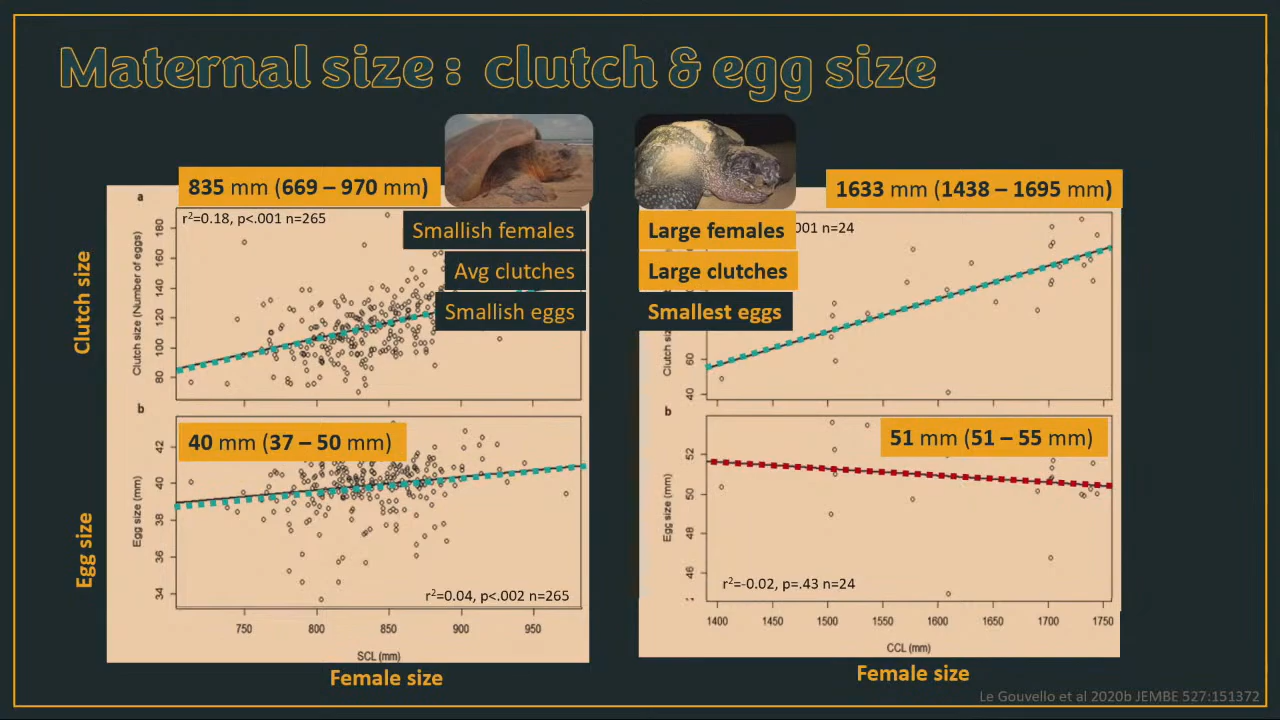 Maternal size : clutch & egg size
835 mm (669 – 970 mm)
1633 mm (1438 – 1695 mm)
a
r²=0.18, p<.001 n=265
Smallish females
Avg clutches
Smallish eggs
Large females
Large clutches
Smallest eggs
001 n=24
Clutch size
Clutch size (Number of eggs)
180
160
140
120
100
80
Clutch
60
40
b
40 mm (37 – 50 mm)
b
51 mm (51 – 55 mm)
Egg size
Egg size (mm)
42
40
38
36
34
r²=0.04, p<.002 n=265
Egg size (mm)
52
50
48
46
r²=-0.02, p=.43 n=24
750 800 850 900 950
SCL (mm)
Female size
1400 1450 1500 1550 1600 1650 1700 1750
CCL (mm)
Female size
Le Gouvello et al 2020b JEMBE 527:151372